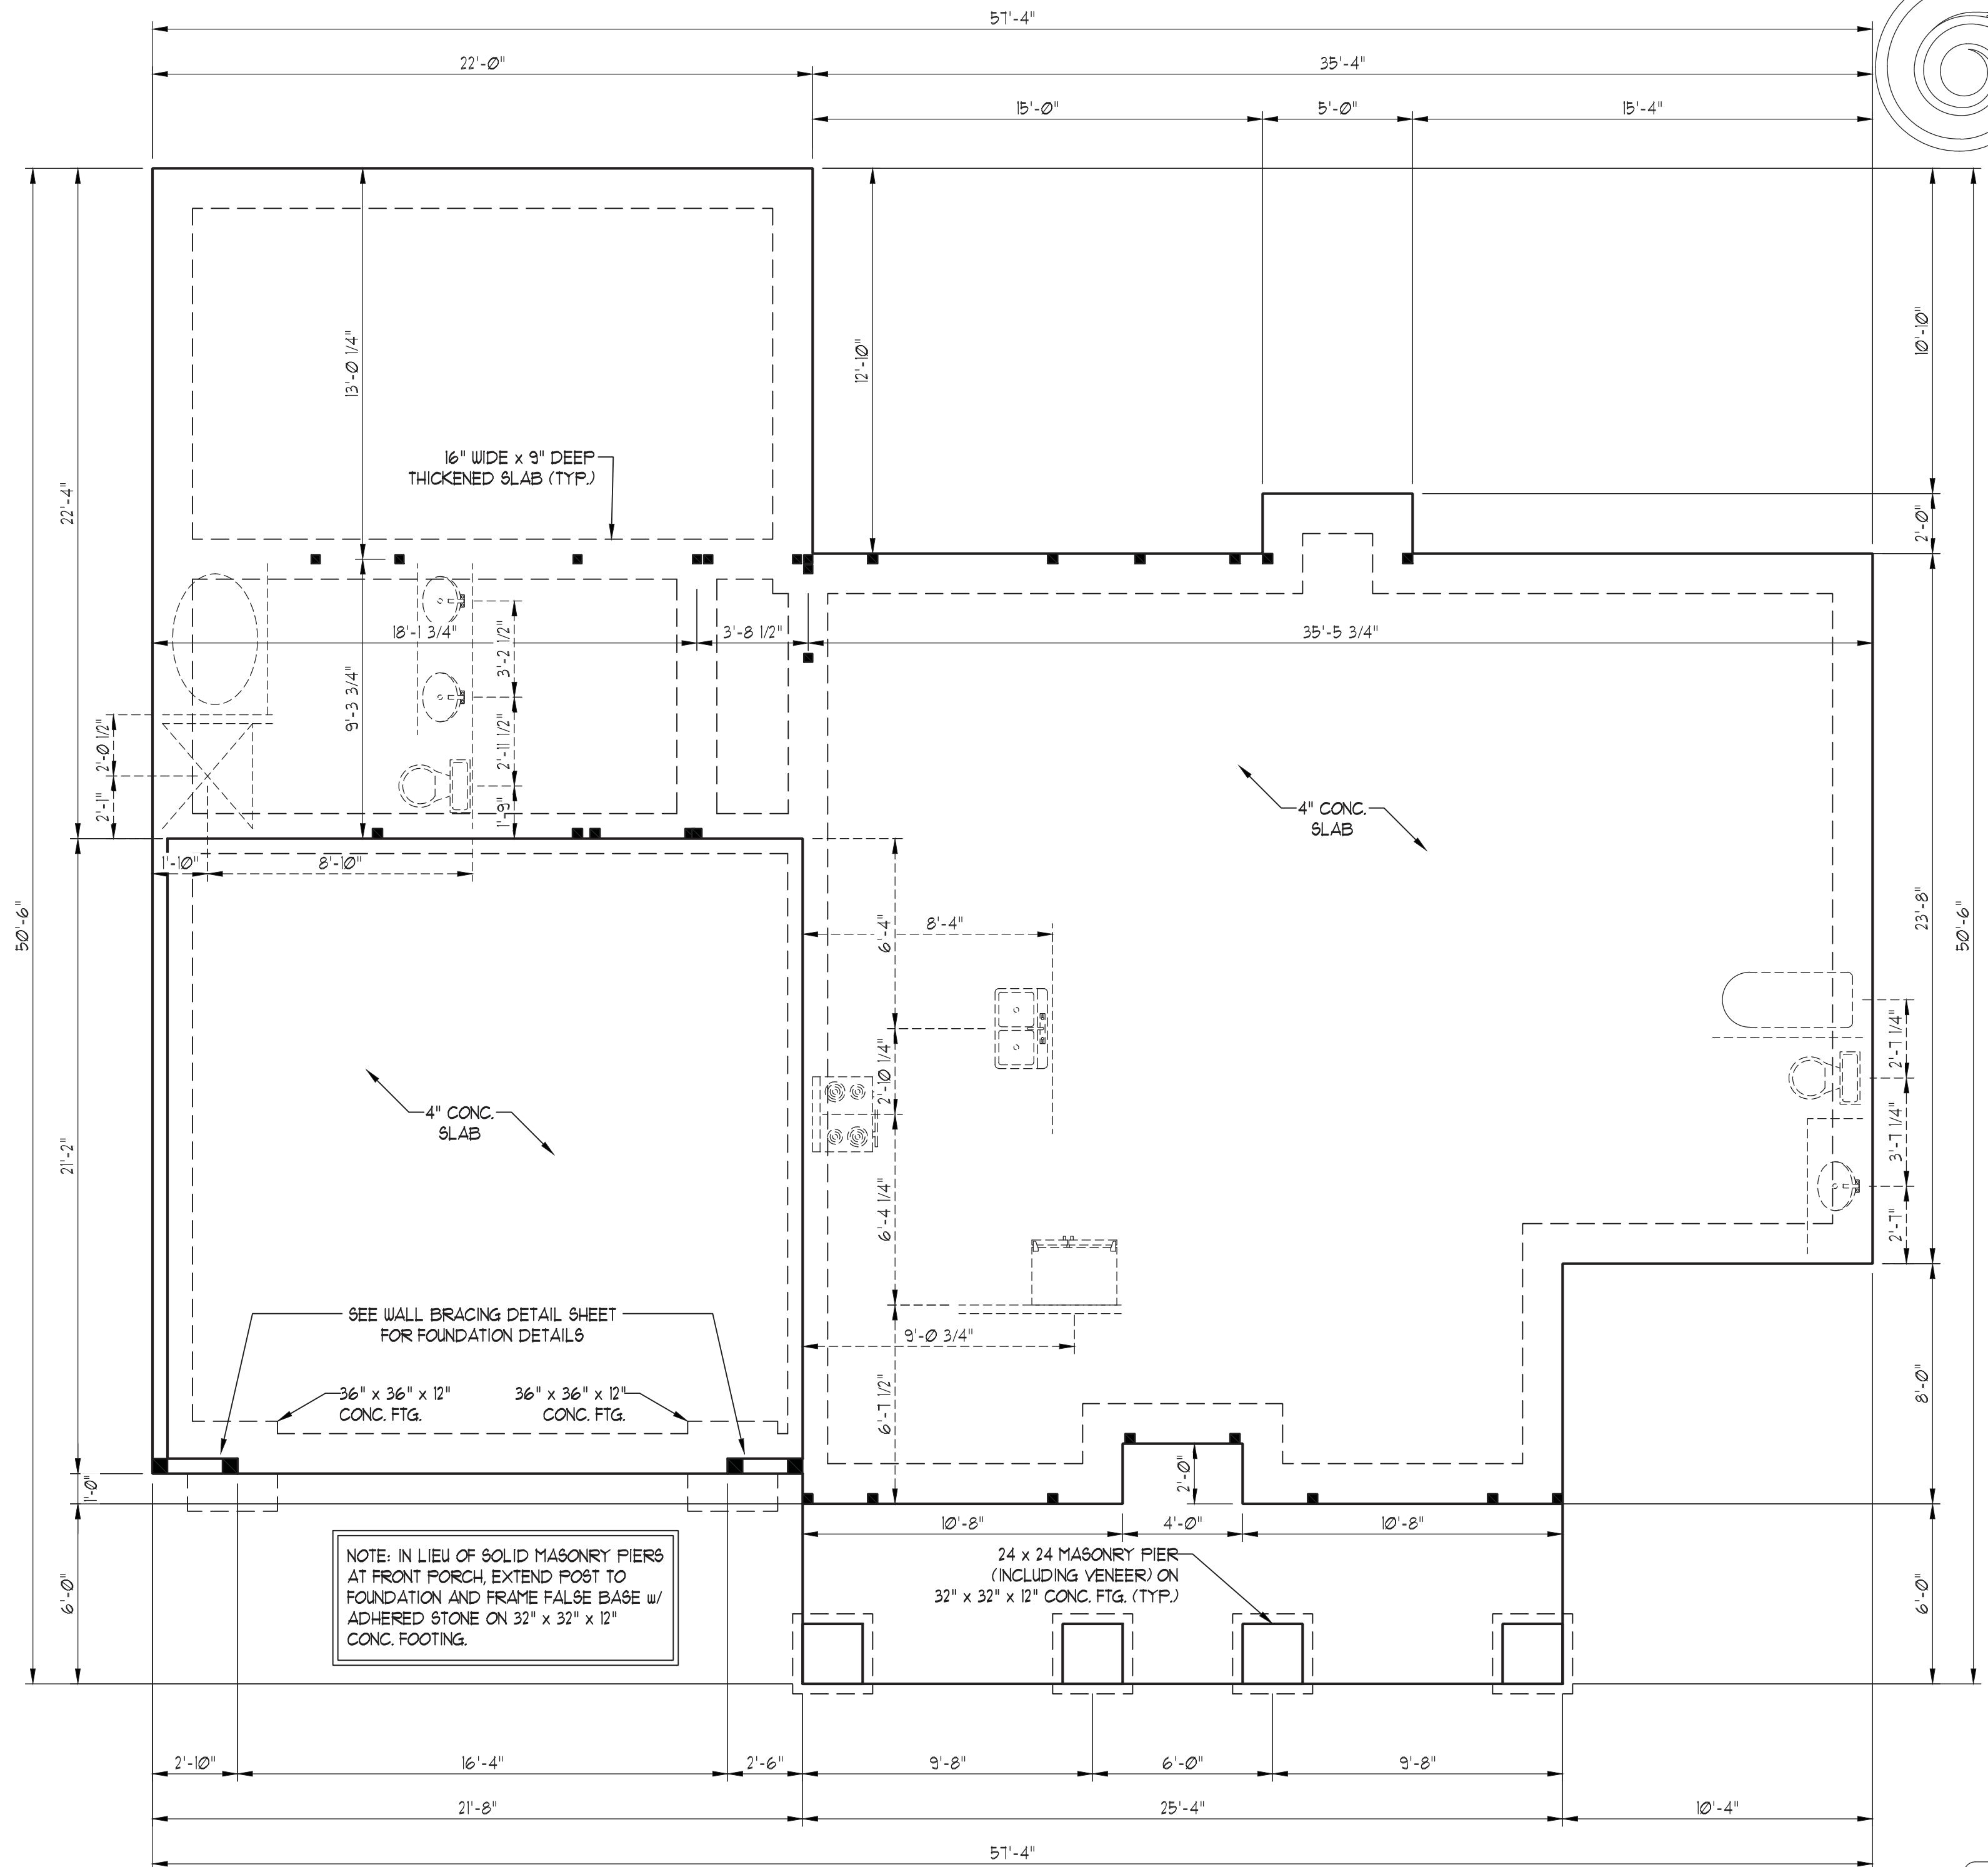 57'-4"
22'-0"
35'-4"
15'-0"
5'-0"
15'-4"
13'-0 1/4"
12'-10"
10'-10"
22'-4"
16" WIDE x 9" DEEP
THICKENED SLAB (TYP.)
2'-0"
18'-1 3/4"
3'-8 1/2"
35'-5 3/4"
3'-2 1/2"
9'-3 3/4"
2'-0 1/2"
2'-11 1/2"
2'-1"
1'-9"
4" CONC.
SLAB
1'-10"
8'-10"
50'-6"
6'-4"
8'-4"
23'-8"
50'-6"
2'-10 1/4"
2'-7 1/4"
4" CONC.
SLAB
21'-2"
3'-7 1/4"
6'-4 1/4"
2'-7"
SEE WALL BRACING DETAIL SHEET
FOR FOUNDATION DETAILS
9'-0 3/4"
36" x 36" x 12"
CONC. FTG.
36" x 36" x 12"
CONC. FTG.
6'-7 1/2"
8'-0"
2'-0"
1'-0"
10'-8"
4'-0"
10'-8"
NOTE: IN LIEU OF SOLID MASONRY PIERS
AT FRONT PORCH, EXTEND POST TO
FOUNDATION AND FRAME FALSE BASE w/
ADHERED STONE ON 32" x 32" x 12"
CONC. FOOTING.
24 x 24 MASONRY PIER
(INCLUDING VENEER) ON
32" x 32" x 12" CONC. FTG. (TYP.)
6'-0"
6'-0"
2'-10"
16'-4"
2'-6"
9'-8"
6'-0"
9'-8"
21'-8"
25'-4"
10'-4"
57'-4"